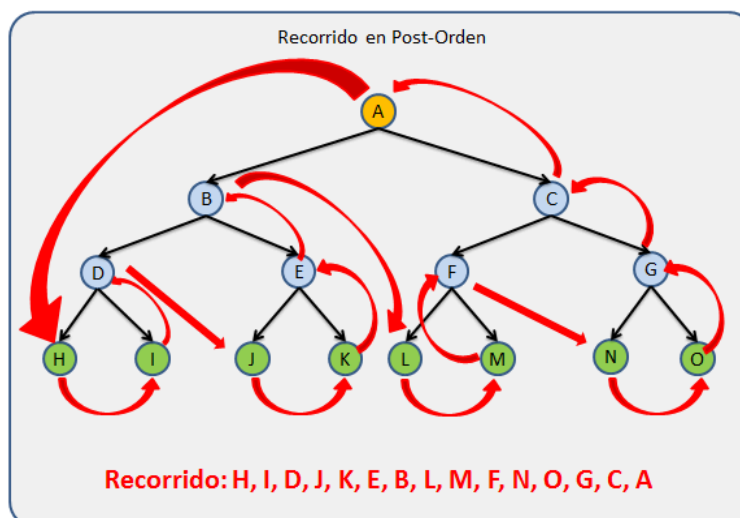 Recorrido en Post-Orden
A
B
C
D
E
F
G
H
I
J
K
L
M
N
O
Recorrido: H, I, D, J, K, E, B, L, M, F, N, O, G, C, A